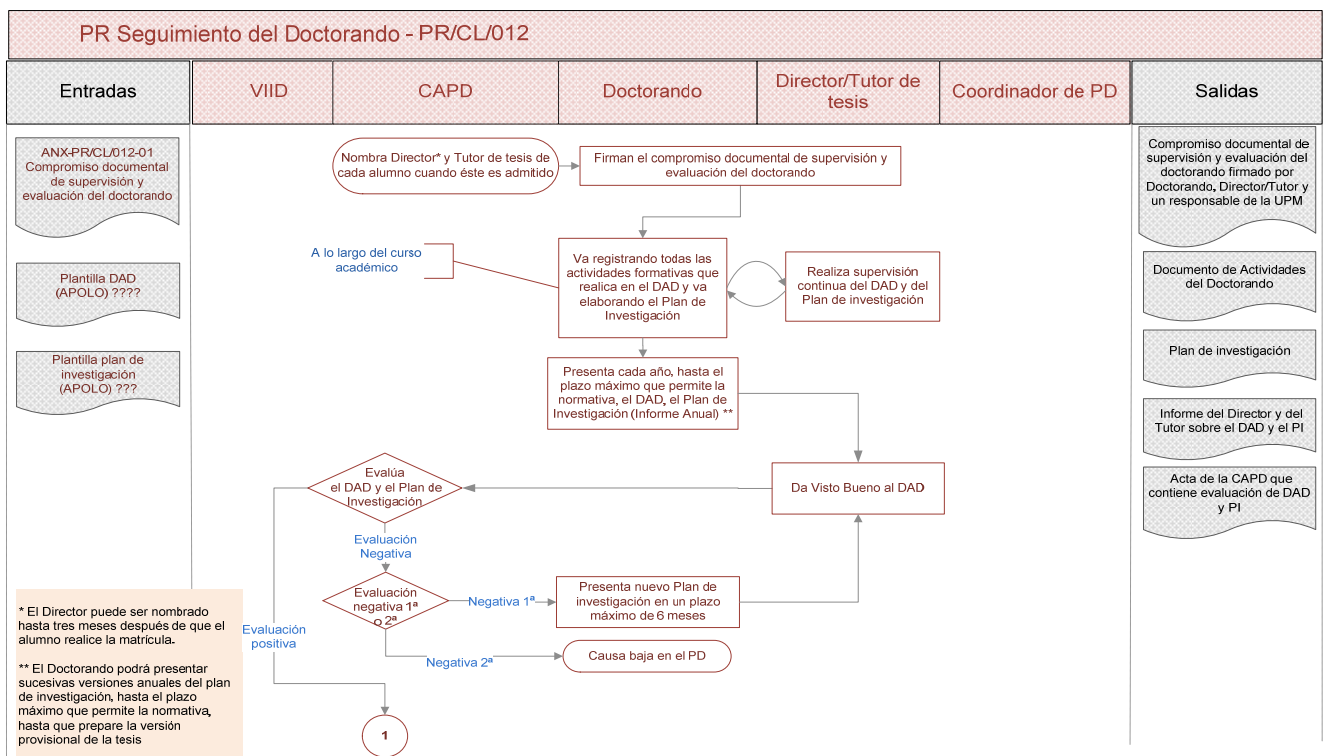 PR Seguimiento del Doctorando - PR/CL/012
Entradas
VIID
CAPD
Doctorando
Director/Tutor de
tesis
Coordinador de PD
Salidas
ANX-PR/CL/012-01
Compromiso documental
de supervisión y
evaluación del doctorando
Plantilla DAD
(APOLO) ????
Plantilla plan de
investigación
(APOLO) ???
Nombra Director* y Tutor de tesis de
cada alumno cuando éste es admitido
Firman el compromiso documental de supervisión y
evaluación del doctorando
A lo largo del curso
académico
Va registrando todas las
actividades formativas que
realiza en el DAD y va
elaborando el Plan de
Investigación
Realiza supervisión
continua del DAD y del
Plan de investigación
Presenta cada año, hasta el
plazo máximo que permite la
normativa, el DAD, el Plan de
Investigación (Informe Anual) **
Evalúa
el DAD y el Plan de
Investigación
Da Visto Bueno al DAD
Evaluación
Negativa
Evaluación
negativa 1ª
o 2ª
Negativa 1ª
Presenta nuevo Plan de
investigación en un plazo
máximo de 6 meses
Evaluación
positiva
Negativa 2ª
Causa baja en el PD
1
Compromiso documental de
supervisión y evaluación del
doctorando firmado por
Doctorando, Director/Tutor y
un responsable de la UPM
Documento de Actividades
del Doctorando
Plan de investigación
Informe del Director y del
Tutor sobre el DAD y el PI
Acta de la CAPD que
contiene evaluación de DAD
y PI
* El Director puede ser nombrado
hasta tres meses después de que el
alumno realice la matrícula.
** El Doctorando podrá presentar
sucesivas versiones anuales del plan
de investigación, hasta el plazo
máximo que permite la normativa,
hasta que prepare la versión
provisional de la tesis